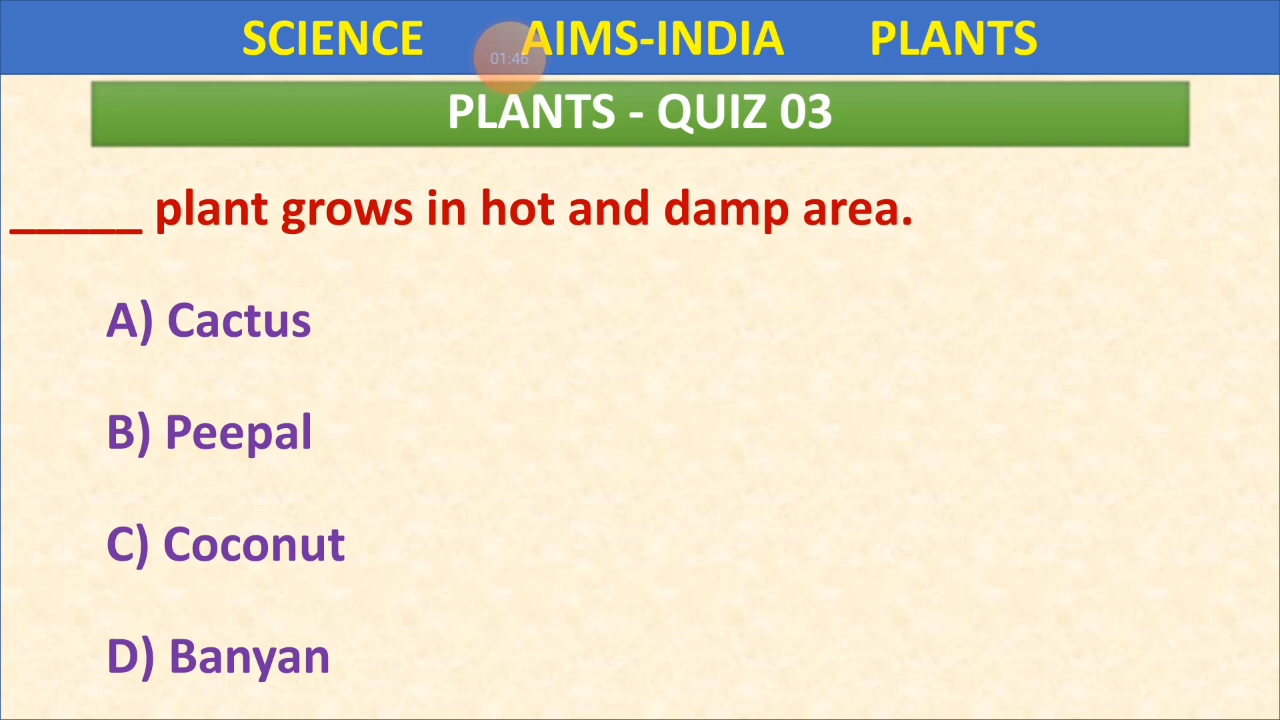 SCIENCE AIMS-INDIA PLANTS
01:46
PLANTS - QUIZ 03
_____ plant grows in hot and damp area.
A) Cactus
B) Peepal
C) Coconut
D) Banyan